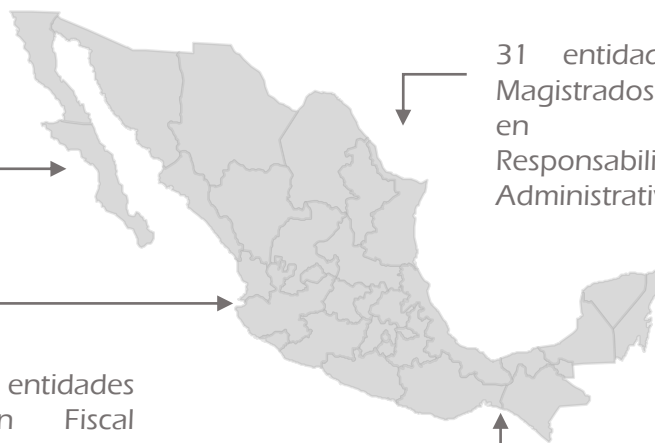 31 entidad
Magistrados
en
Responsabili
Administrativ
entidades
n Fiscal